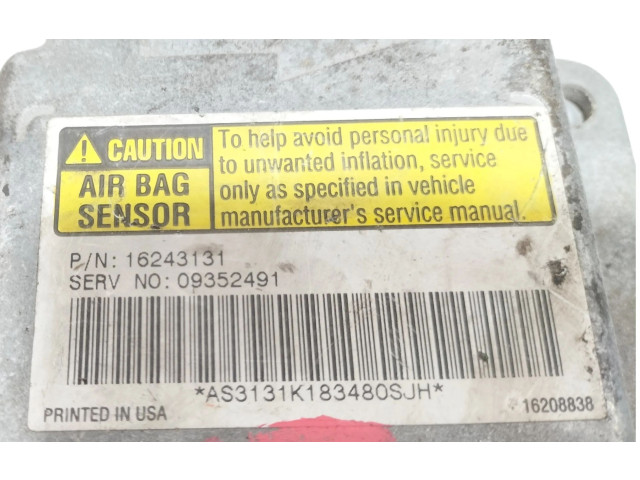 CAUTION
AIR BAG
SENSOR
To help avoid personal injury due
to unwanted inflation, service
only as specified in vehicle
manufacturer's service manual.
P/N: 16243131
SERV NO: 09352491
*AS3131K183480SJH*
PRINTED IN USA
16208838